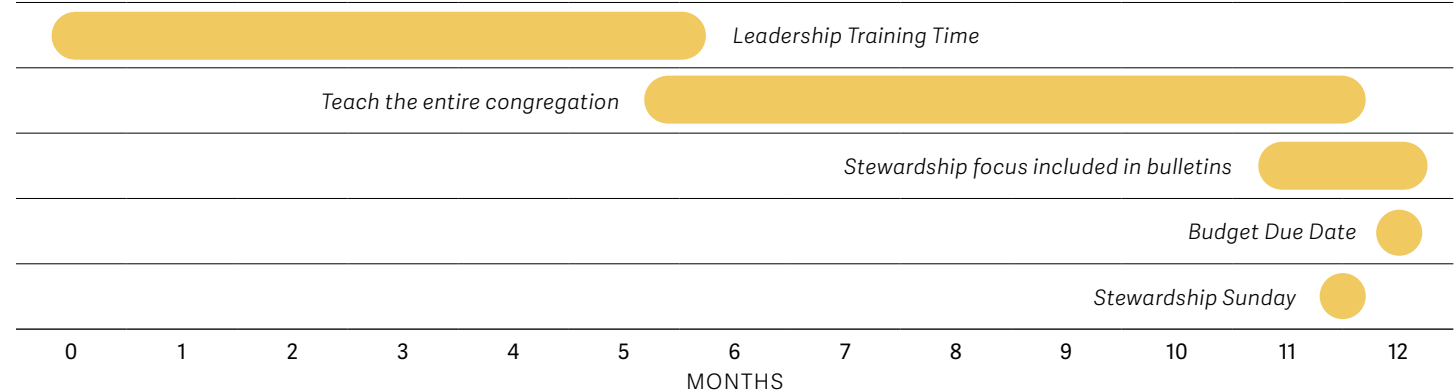 Leadership Training Time
Teach the entire congregation
Stewardship focus included in bulletins
Budget Due Date
Stewardship Sunday
0 1 2 3 4 5 6 7 8 9 10 11 12
MONTHS